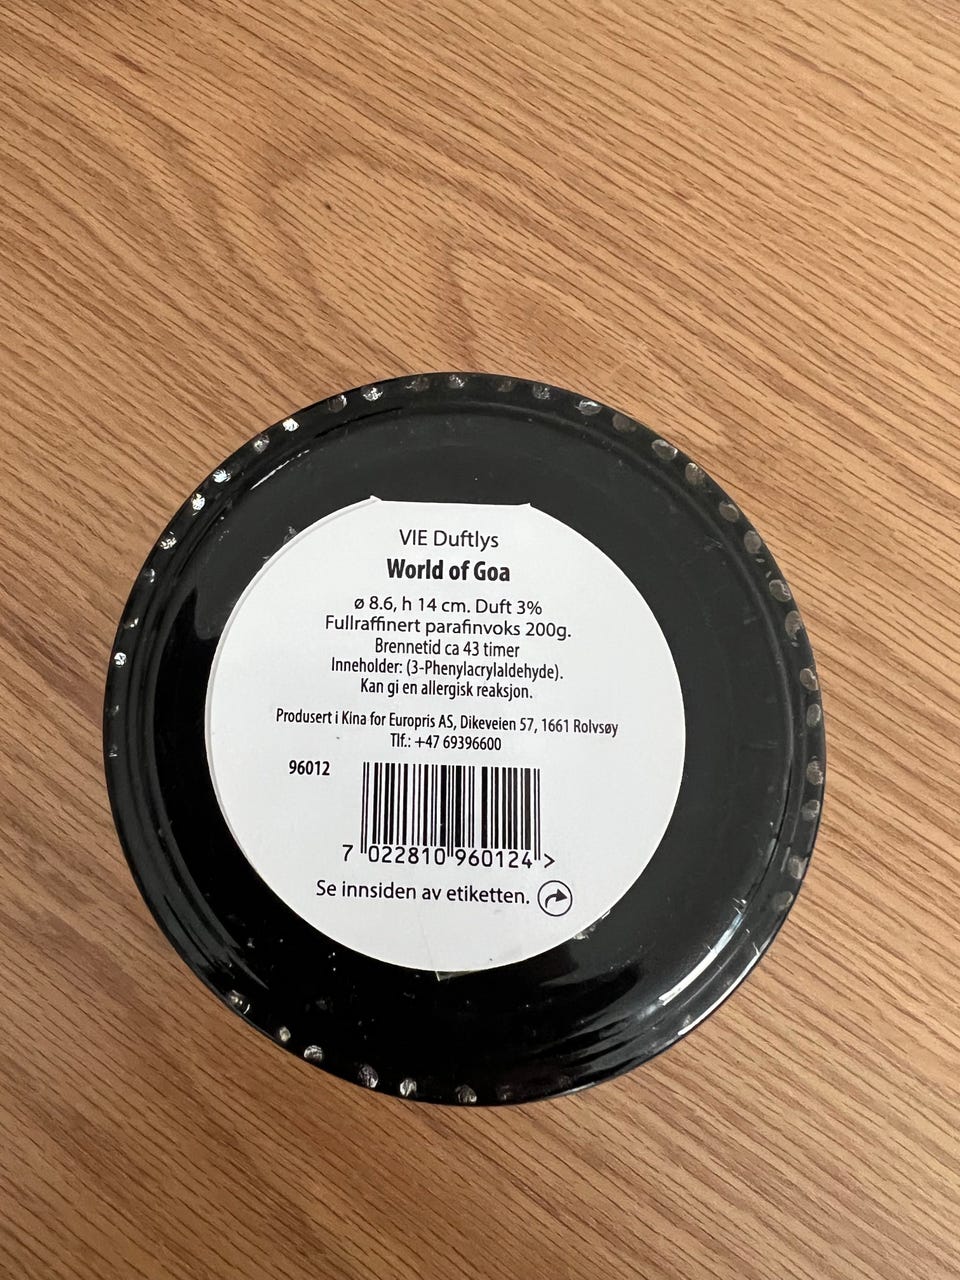 VIE Duftlys
World of Goa
ø 8.6, h 14 cm. Duft 3%
Fullraffinert parafinvoks 200g.
Brennetid ca 43 timer
Inneholder: (3-Phenylacrylaldehyde).
Kan gi en allergisk reaksjon.
Produsert i Kina for Europris AS, Dikeveien 57, 1661 Rolvsøy
Tlf.: +47 69396600
96012
7 022810 960124 >
Se innsiden av etiketten.